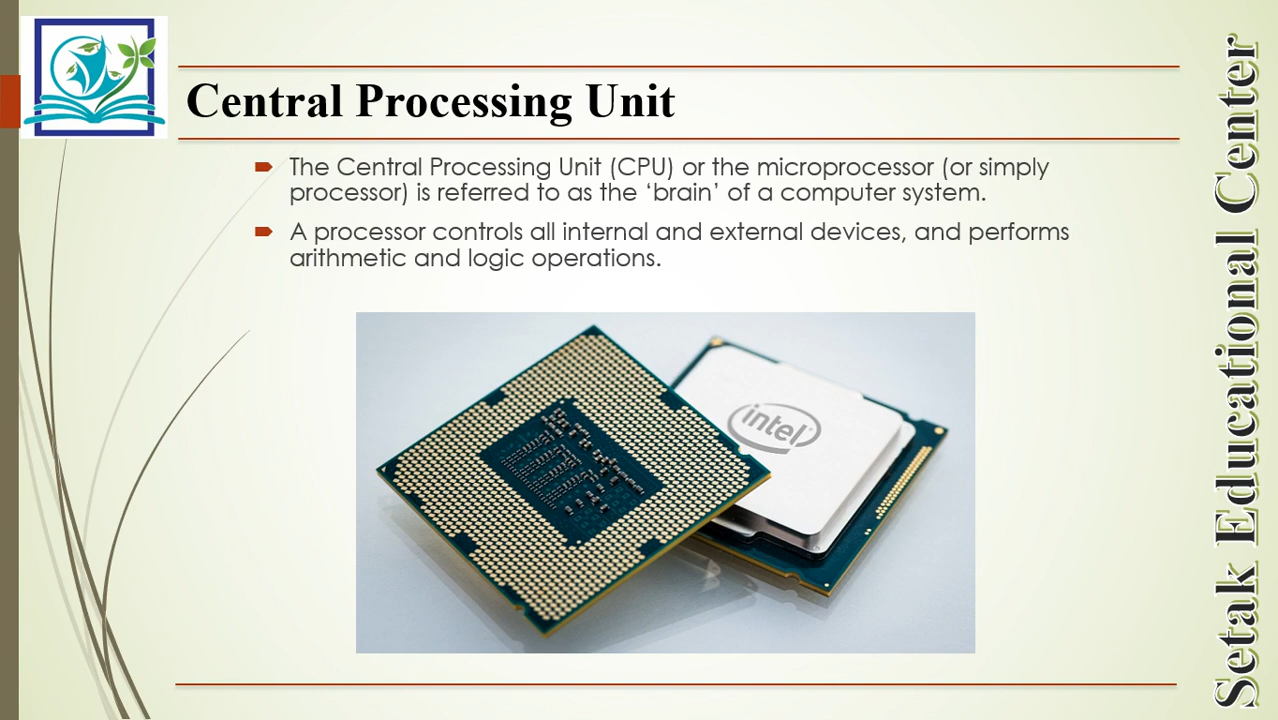 Central Processing Unit
The Central Processing Unit (CPU) or the microprocessor (or simply
processor) is referred to as the ‘brain’ of a computer system.
A processor controls all internal and external devices, and performs
arithmetic and logic operations.
intel
Setak Educational Center